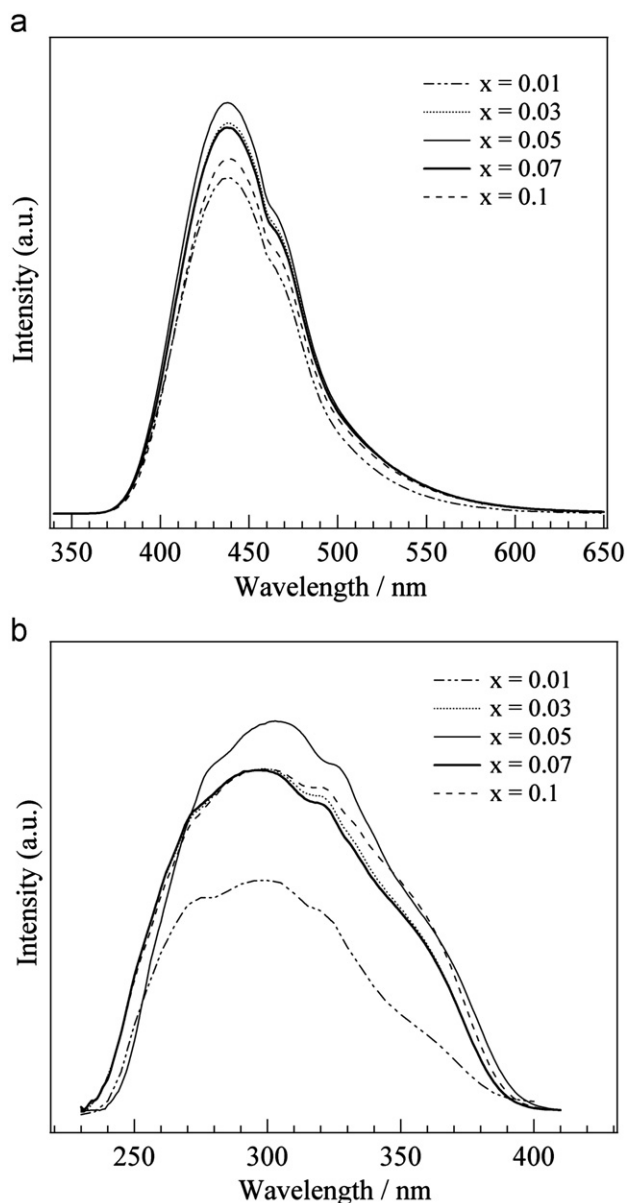 a
x = 0.01
x = 0.03
x = 0.05
x = 0.07
x = 0.1
Intensity (a.u.)
350 400 450 500 550 600 650
Wavelength / nm
b
x = 0.01
x = 0.03
x = 0.05
x = 0.07
x = 0.1
Intensity (a.u.)
250 300 350 400
Wavelength / nm